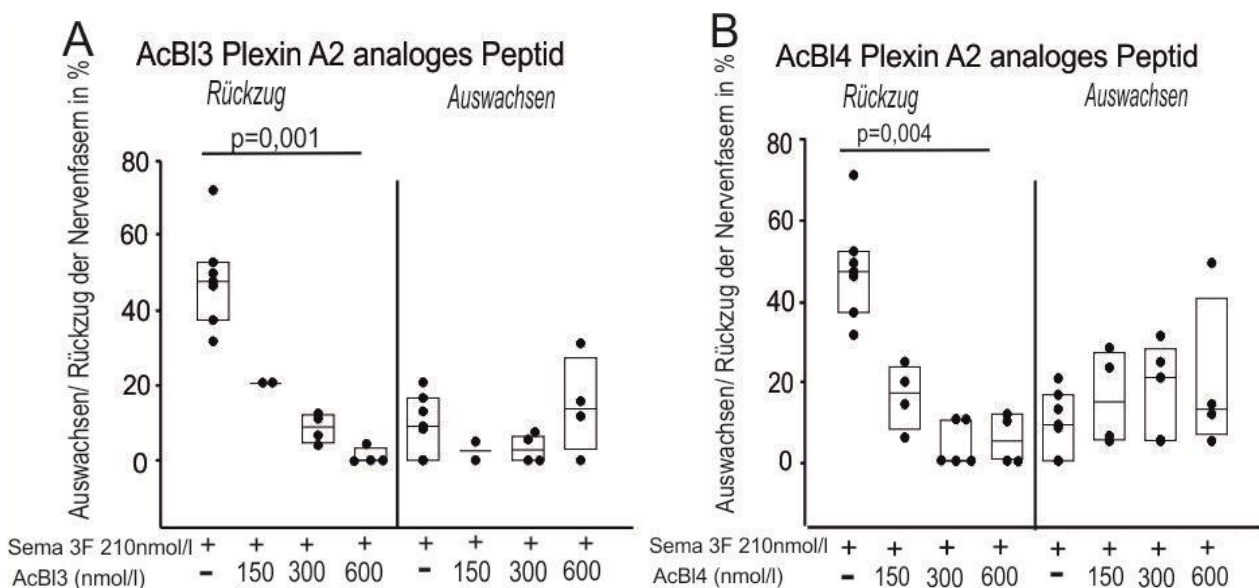 A
AcBl3 Plexin A2 analoges Peptid
Rückzug Auswachsen
p=0,001
Auswachsen/ Rückzug der Nervenfasern in %
80
60
40
20
0
Sema 3F 210nmol/l + + + + + + + +
AcBl3 (nmol/l) - 150 300 600 - 150 300 600
B
AcBl4 Plexin A2 analoges Peptid
Rückzug Auswachsen
p=0,004
Auswachsen/ Rückzug der Nervenfasern in %
80
60
40
20
0
Sema 3F 210nmol/l + + + + + + + +
AcBl4 (nmol/l) - 150 300 600 - 150 300 600